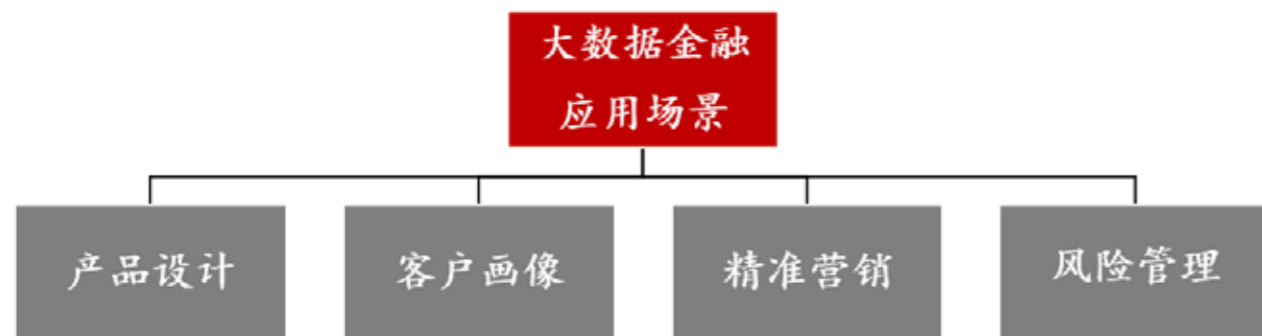 大数据金融
应用场景
产品设计
客户画像
精准营销
风险管理